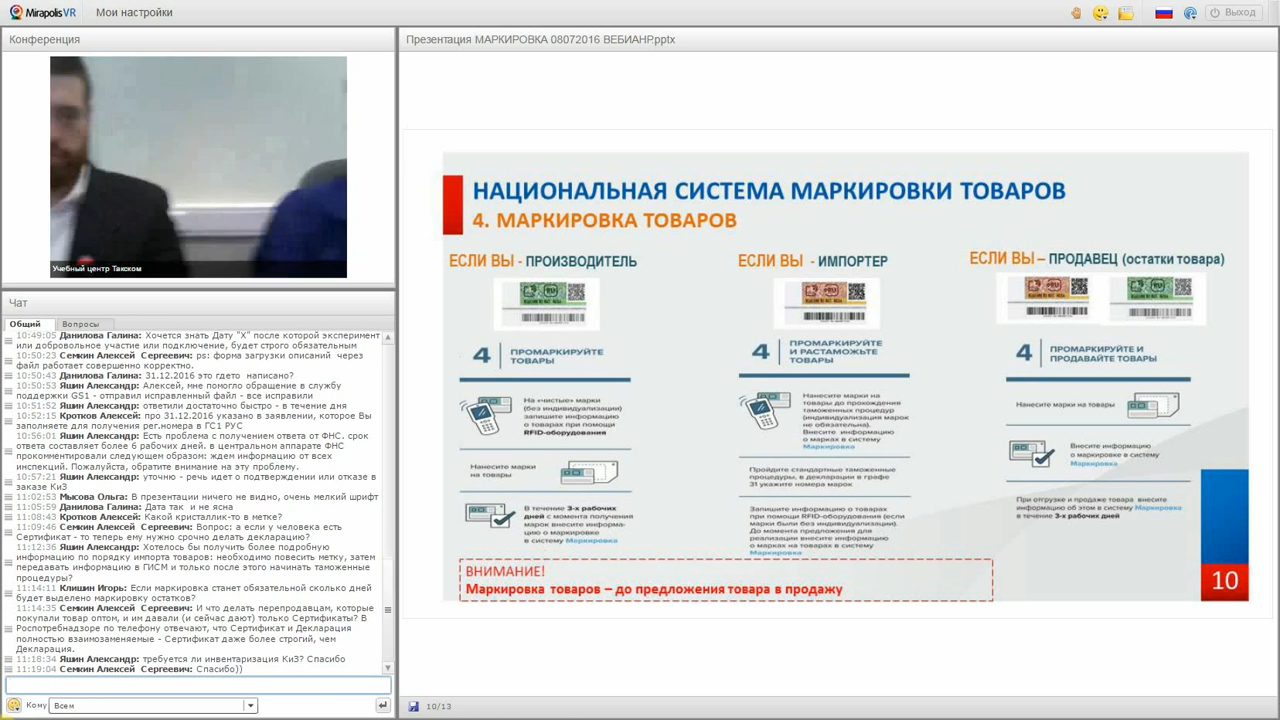 Mirapolis VR
Мои настройки
Выход
Конференция
Учебный центр Такском
Чат
Общий
Вопросы
10:49:05 Данилова Галина: Хочется знать Дату "Х" после которой эксперимент
или добровольное участие или подключение, будет строго обязательным
10:50:23 Семкин Алексей Сергеевич: ps: форма загрузки описаний через
файл работает совершенно корректно.
10:50:43 Данилова Галина: 31.12.2016 это гдето написано?
10:50:53 Яшин Александр: Алексей, мне помогло обращение в службу
поддержки GS1 - отправил исправленный файл - все исправили
10:51:52 Яшин Александр: ответили достаточно быстро - в течение дня
10:52:15 Кротков Алексей: про 31.12.2016 указано в заявлении, которое Вы
заполняете для получения рег.номера ГС1 РУС
10:56:01 Яшин Александр: Есть проблема с получением ответа от ФНС, срок
ответа составляет более 6 рабочих дней. в центральном аппарате ФНС
прокомментировали следующим образом: ждем информацию от всех
инспекций. Пожалуйста, обратите внимание на эту проблему.
10:57:21 Яшин Александр: уточню - речь идет о подтверждении или отказе в
заказе КиЗ
11:02:53 Мысова Ольга: В презентации ничего не видно, очень мелкий шрифт
11:05:59 Данилова Галина: Дата так и не ясна
11:06:08 Кротков Алексей: Какой кристаллик-то в метке?
11:09:46 Семкин Алексей Сергеевич: Вопрос: а если у человека есть
11:12:36 Яшин Александр: Хотелось бы получить более подробную
информацию по порядку импорта товаров: необходимо повесить метку, затем
передавать информацию в ГИСМ и только после этого начинать таможенные
процедуры?
11:14:11 Клишин Игорь: Если маркировка станет обязательной сколько дней
будет выделено маркировку остатков?
11:14:35 Семкин Алексей Сергеевич: И что делать перепродавцам, которые
покупали товар оптом, и им давали (и сейчас дают) только Сертификаты? В
Роспотребнадзоре по телефону отвечают, что Сертификат и Декларация
полностью взаимозаменяемые - Сертификат даже более строгий, чем
Декларация.
11:18:34 Яшин Александр: требуется ли инвентаризация КиЗ? Спасибо
11:19:04 Семкин Алексей Сергеевич: Спасибо))
Кому
Всем
Презентация МАРКИРОВКА 08072016 ВЕБИАНР.pptx
НАЦИОНАЛЬНАЯ СИСТЕМА МАРКИРОВКИ ТОВАРОВ
4. МАРКИРОВКА ТОВАРОВ
ЕСЛИ ВЫ - ПРОИЗВОДИТЕЛЬ
4
ПРОМАРКИРУЙТЕ
ТОВАРЫ
На «чистые» марки
(без индивидуализации)
запишите информацию
о товарах при помощи
RFID-оборудования
Нанесите марки
на товары
В течение 3-х рабочих
дней с момента получения
марок внести информа-
цию о маркировке
в систему Маркировка
ЕСЛИ ВЫ - ИМПОРТЕР
4
ПРОМАРКИРУЙТЕ
И РАСТАМОЖЬТЕ
ТОВАРЫ
Нанесите марки на
товары до прохождения
таможенных процедур
(индивидуализация марок
не обязательна).
Внесите информацию
о марках в систему
Маркировка
Пройдите стандартные таможенные
процедуры, в декларации в графе
31 укажите номера марок
Запишите информацию о товарах
при помощи RFID-оборудования (если
марки были без индивидуализации).
До момента предложения для
реализации внесите информацию
о марках на товарах в систему
Маркировка
ЕСЛИ ВЫ – ПРОДАВЕЦ (остатки товара)
4
ПРОМАРКИРУЙТЕ И
ПРОДАВАЙТЕ ТОВАРЫ
Нанесите марки на товары
Внесите информацию
о маркировке в систему
Маркировка
При отгрузке и продаже товара внесите
информацию об этом в систему Маркировка
в течение 3-х рабочих дней
ВНИМАНИЕ!
Маркировка товаров – до предложения товара в продажу
10
10/13